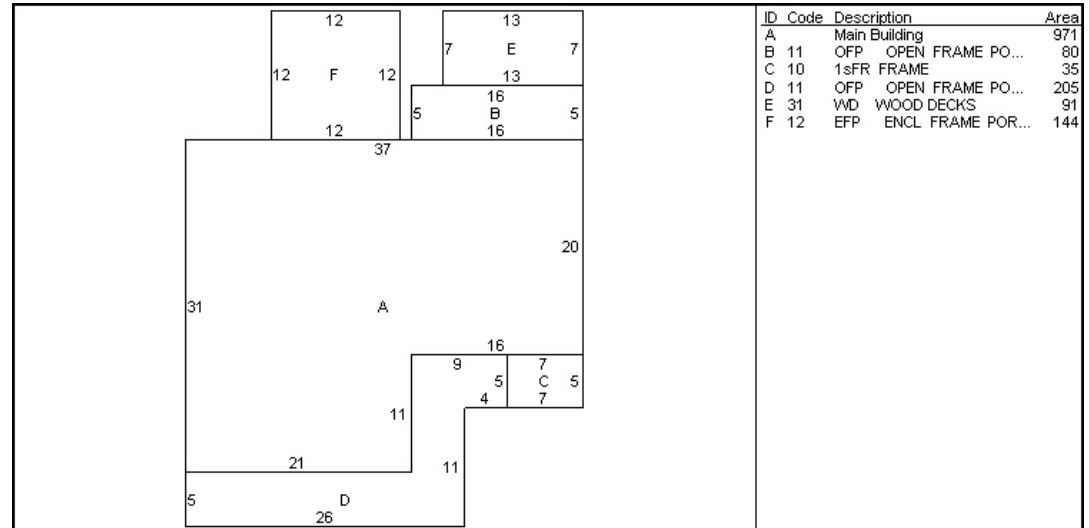 12
12 F 12
12
13
7 E 7
13
16
5 B 5
16
37
20
31 A
16
9 7
5 C 5
4 7
11
21
11
5 D
26
ID Code Description Area
A Main Building 971
B 11 OFP OPEN FRAME PO... 80
C 10 1sFR FRAME 35
D 11 OFP OPEN FRAME PO... 205
E 31 WD WOOD DECKS 91
F 12 EFP ENCL FRAME POR... 144